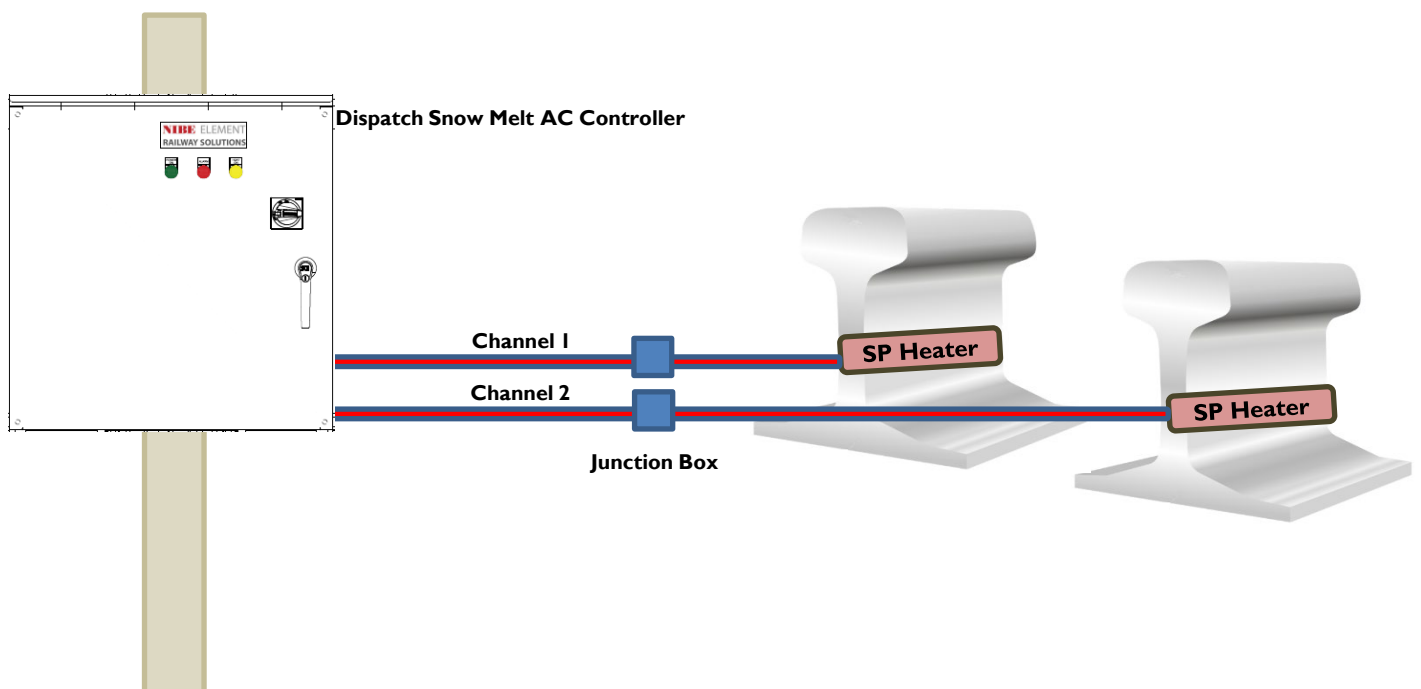 Dispatch Snow Melt AC Controller
NIBE ELEMENT
RAILWAY SOLUTIONS
Channel 1
SP Heater
Channel 2
SP Heater
Junction Box